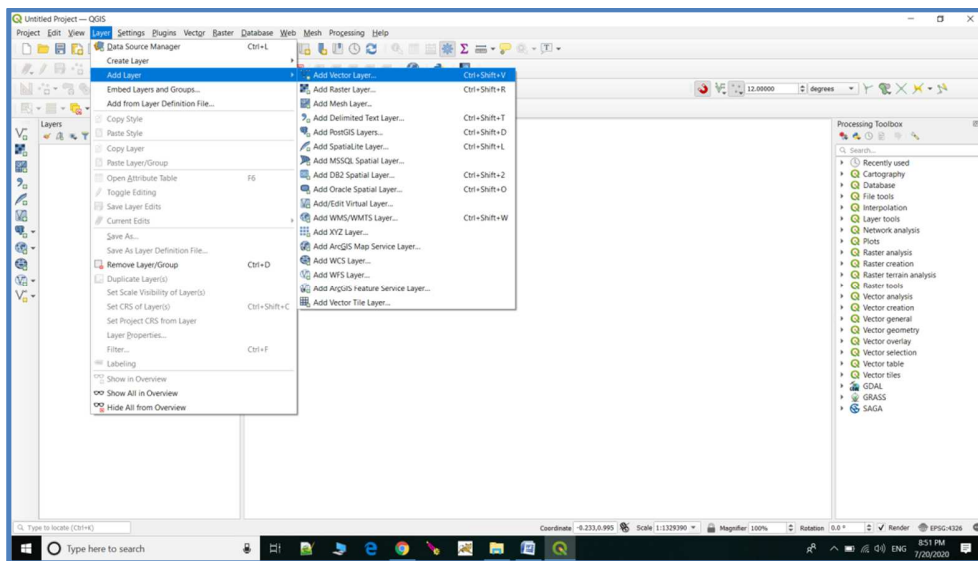 Untitled Project — QGIS
Project Edit View Layer Settings Plugins Vector Raster Database Web Mesh Processing Help
Data Source Manager Ctrl+L
Create Layer
Add Layer
Embed Layers and Groups...
Add from Layer Definition File...
Copy Style
Paste Style
Copy Layer
Paste Layer/Group
Open Attribute Table F6
Toggle Editing
Save Layer Edits
Current Edits
Save As...
Save As Layer Definition File...
Remove Layer/Group Ctrl+D
Duplicate Layer(s)
Set Scale Visibility of Layer(s)
Set CRS of Layer(s) Ctrl+Shift+C
Set Project CRS from Layer
Layer Properties...
Filter... Ctrl+F
Labeling
Show in Overview
Show All in Overview
Hide All from Overview
Add Vector Layer... Ctrl+Shift+V
Add Raster Layer... Ctrl+Shift+R
Add Mesh Layer...
Add Delimited Text Layer... Ctrl+Shift+T
Add PostGIS Layers... Ctrl+Shift+D
Add SpatiaLite Layer... Ctrl+Shift+L
Add MSSQL Spatial Layer...
Add DB2 Spatial Layer... Ctrl+Shift+2
Add Oracle Spatial Layer... Ctrl+Shift+O
Add/Edit Virtual Layer...
Add WMS/WMTS Layer... Ctrl+Shift+W
Add XYZ Layer...
Add ArcGIS Map Service Layer...
Add WCS Layer...
Add WFS Layer...
Add ArcGIS Feature Service Layer...
Add Vector Tile Layer...
12.00000 degrees
Layers
Processing Toolbox
Search...
Recently used
Cartography
Database
File tools
Interpolation
Layer tools
Network analysis
Plots
Raster analysis
Raster creation
Raster terrain analysis
Raster tools
Vector analysis
Vector creation
Vector general
Vector geometry
Vector overlay
Vector selection
Vector table
Vector tiles
GDAL
GRASS
SAGA
Type to locate (Ctrl+K)
Coordinate -0.233,0.995 Scale 1:1329390 Magnifier 100% Rotation 0.0 ° Render EPSG:4326
Type here to search
ENG
8:51 PM
7/20/2020